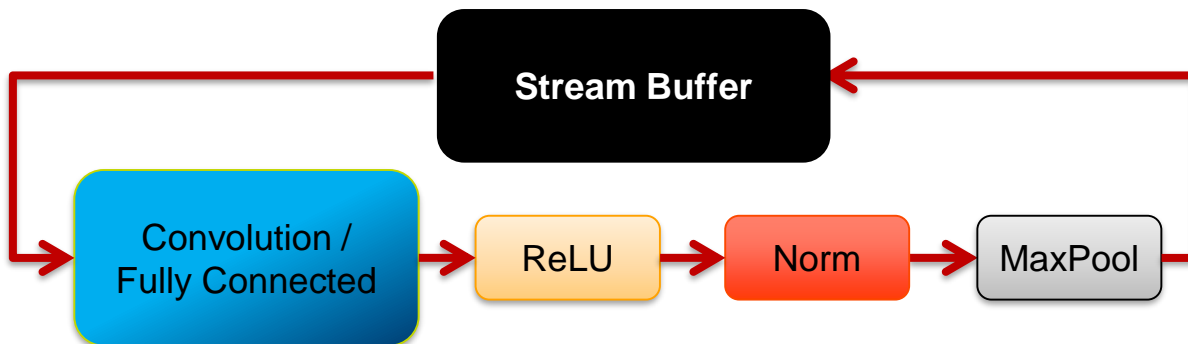 Stream Buffer
Convolution /
Fully Connected
ReLU
Norm
MaxPool